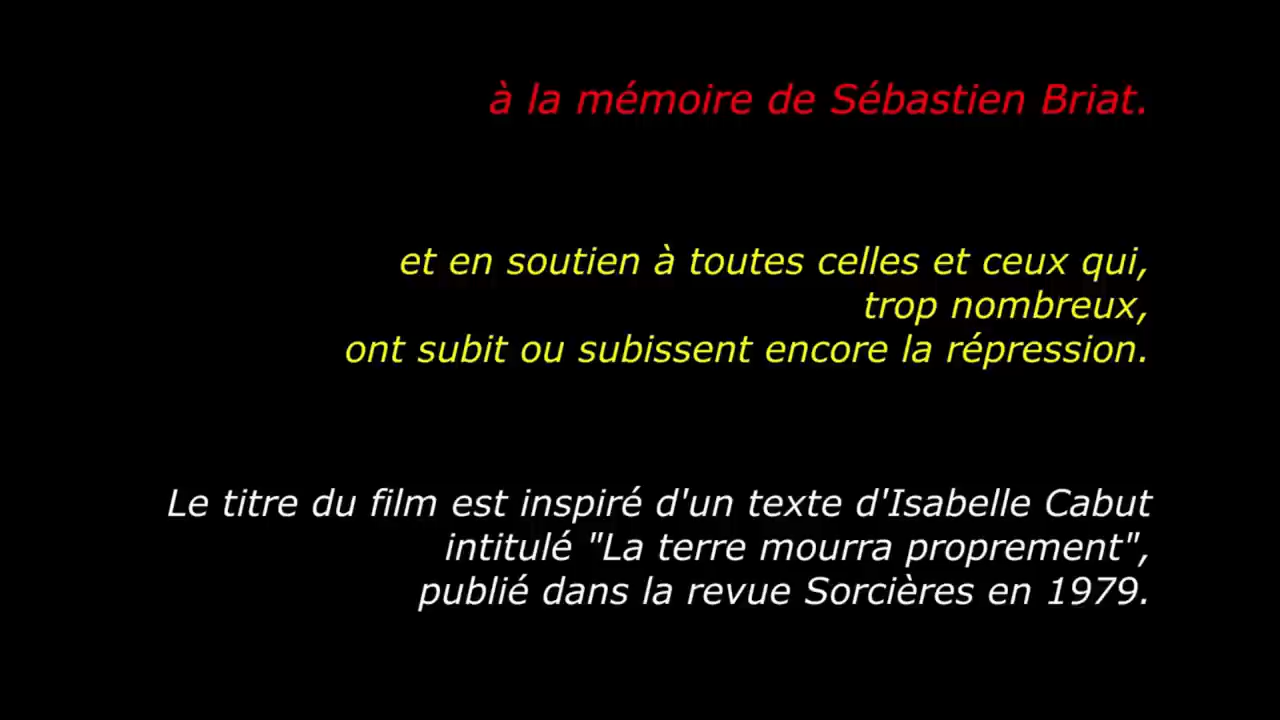 à la mémoire de Sébastien Briat.
et en soutien à toutes celles et ceux qui,
trop nombreux,
ont subit ou subissent encore la répression.
Le titre du film est inspiré d'un texte d'Isabelle Cabut
intitulé "La terre mourra proprement",
publié dans la revue Sorcières en 1979.